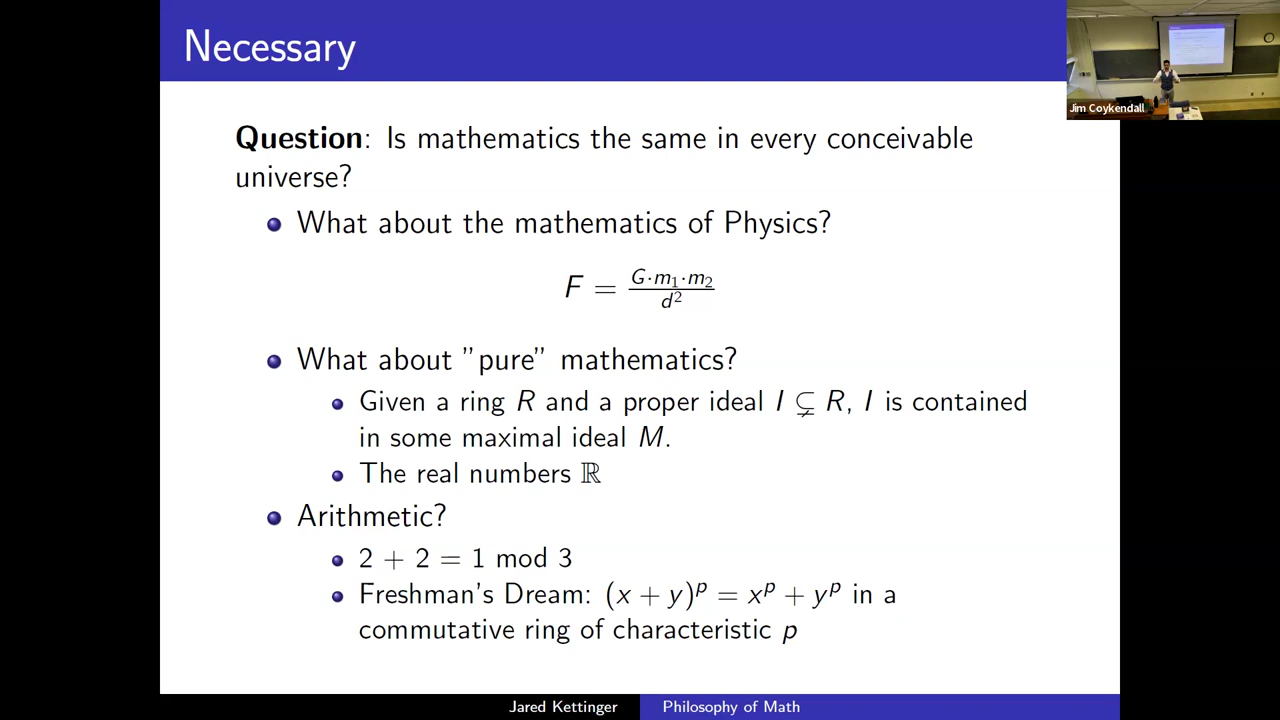 Necessary
Jim Coykendall
Question: Is mathematics the same in every conceivable
universe?
What about the mathematics of Physics?
F = G·m₁·m₂ / d²
What about ”pure” mathematics?
Given a ring R and a proper ideal I ⊊ R, I is contained
in some maximal ideal M.
The real numbers ℝ
Arithmetic?
2 + 2 = 1 mod 3
Freshman's Dream: (x + y)ᵖ = xᵖ + yᵖ in a
commutative ring of characteristic p
Jared Kettinger
Philosophy of Math